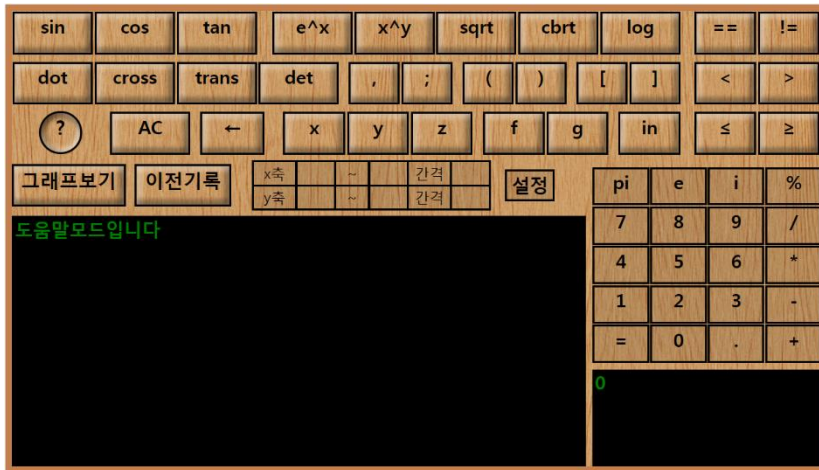 sin cos tan e^x x^y sqrt cbrt log == !=
dot cross trans det , ; ( ) [ ] < >
? AC ← x y z f g in ≤ ≥
그래프보기 이전기록 x축 ~ 간격 설정
y축 ~ 간격
pi e i %
도움말모드입니다
7 8 9 /
4 5 6 *
1 2 3 -
= 0 . +
0